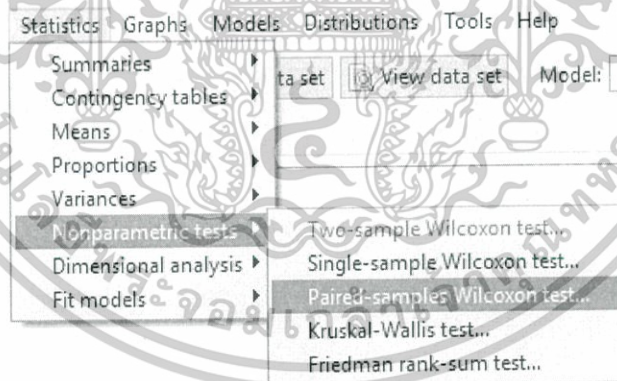 Statistics Graphs Models Distributions Tools Help
Summaries
Contingency tables
Means
Proportions
Variances
Nonparametric tests
Dimensional analysis
Fit models
ta set View data set Model:
Two-sample Wilcoxon test...
Single-sample Wilcoxon test...
Paired-samples Wilcoxon test...
Kruskal-Wallis test...
Friedman rank-sum test...